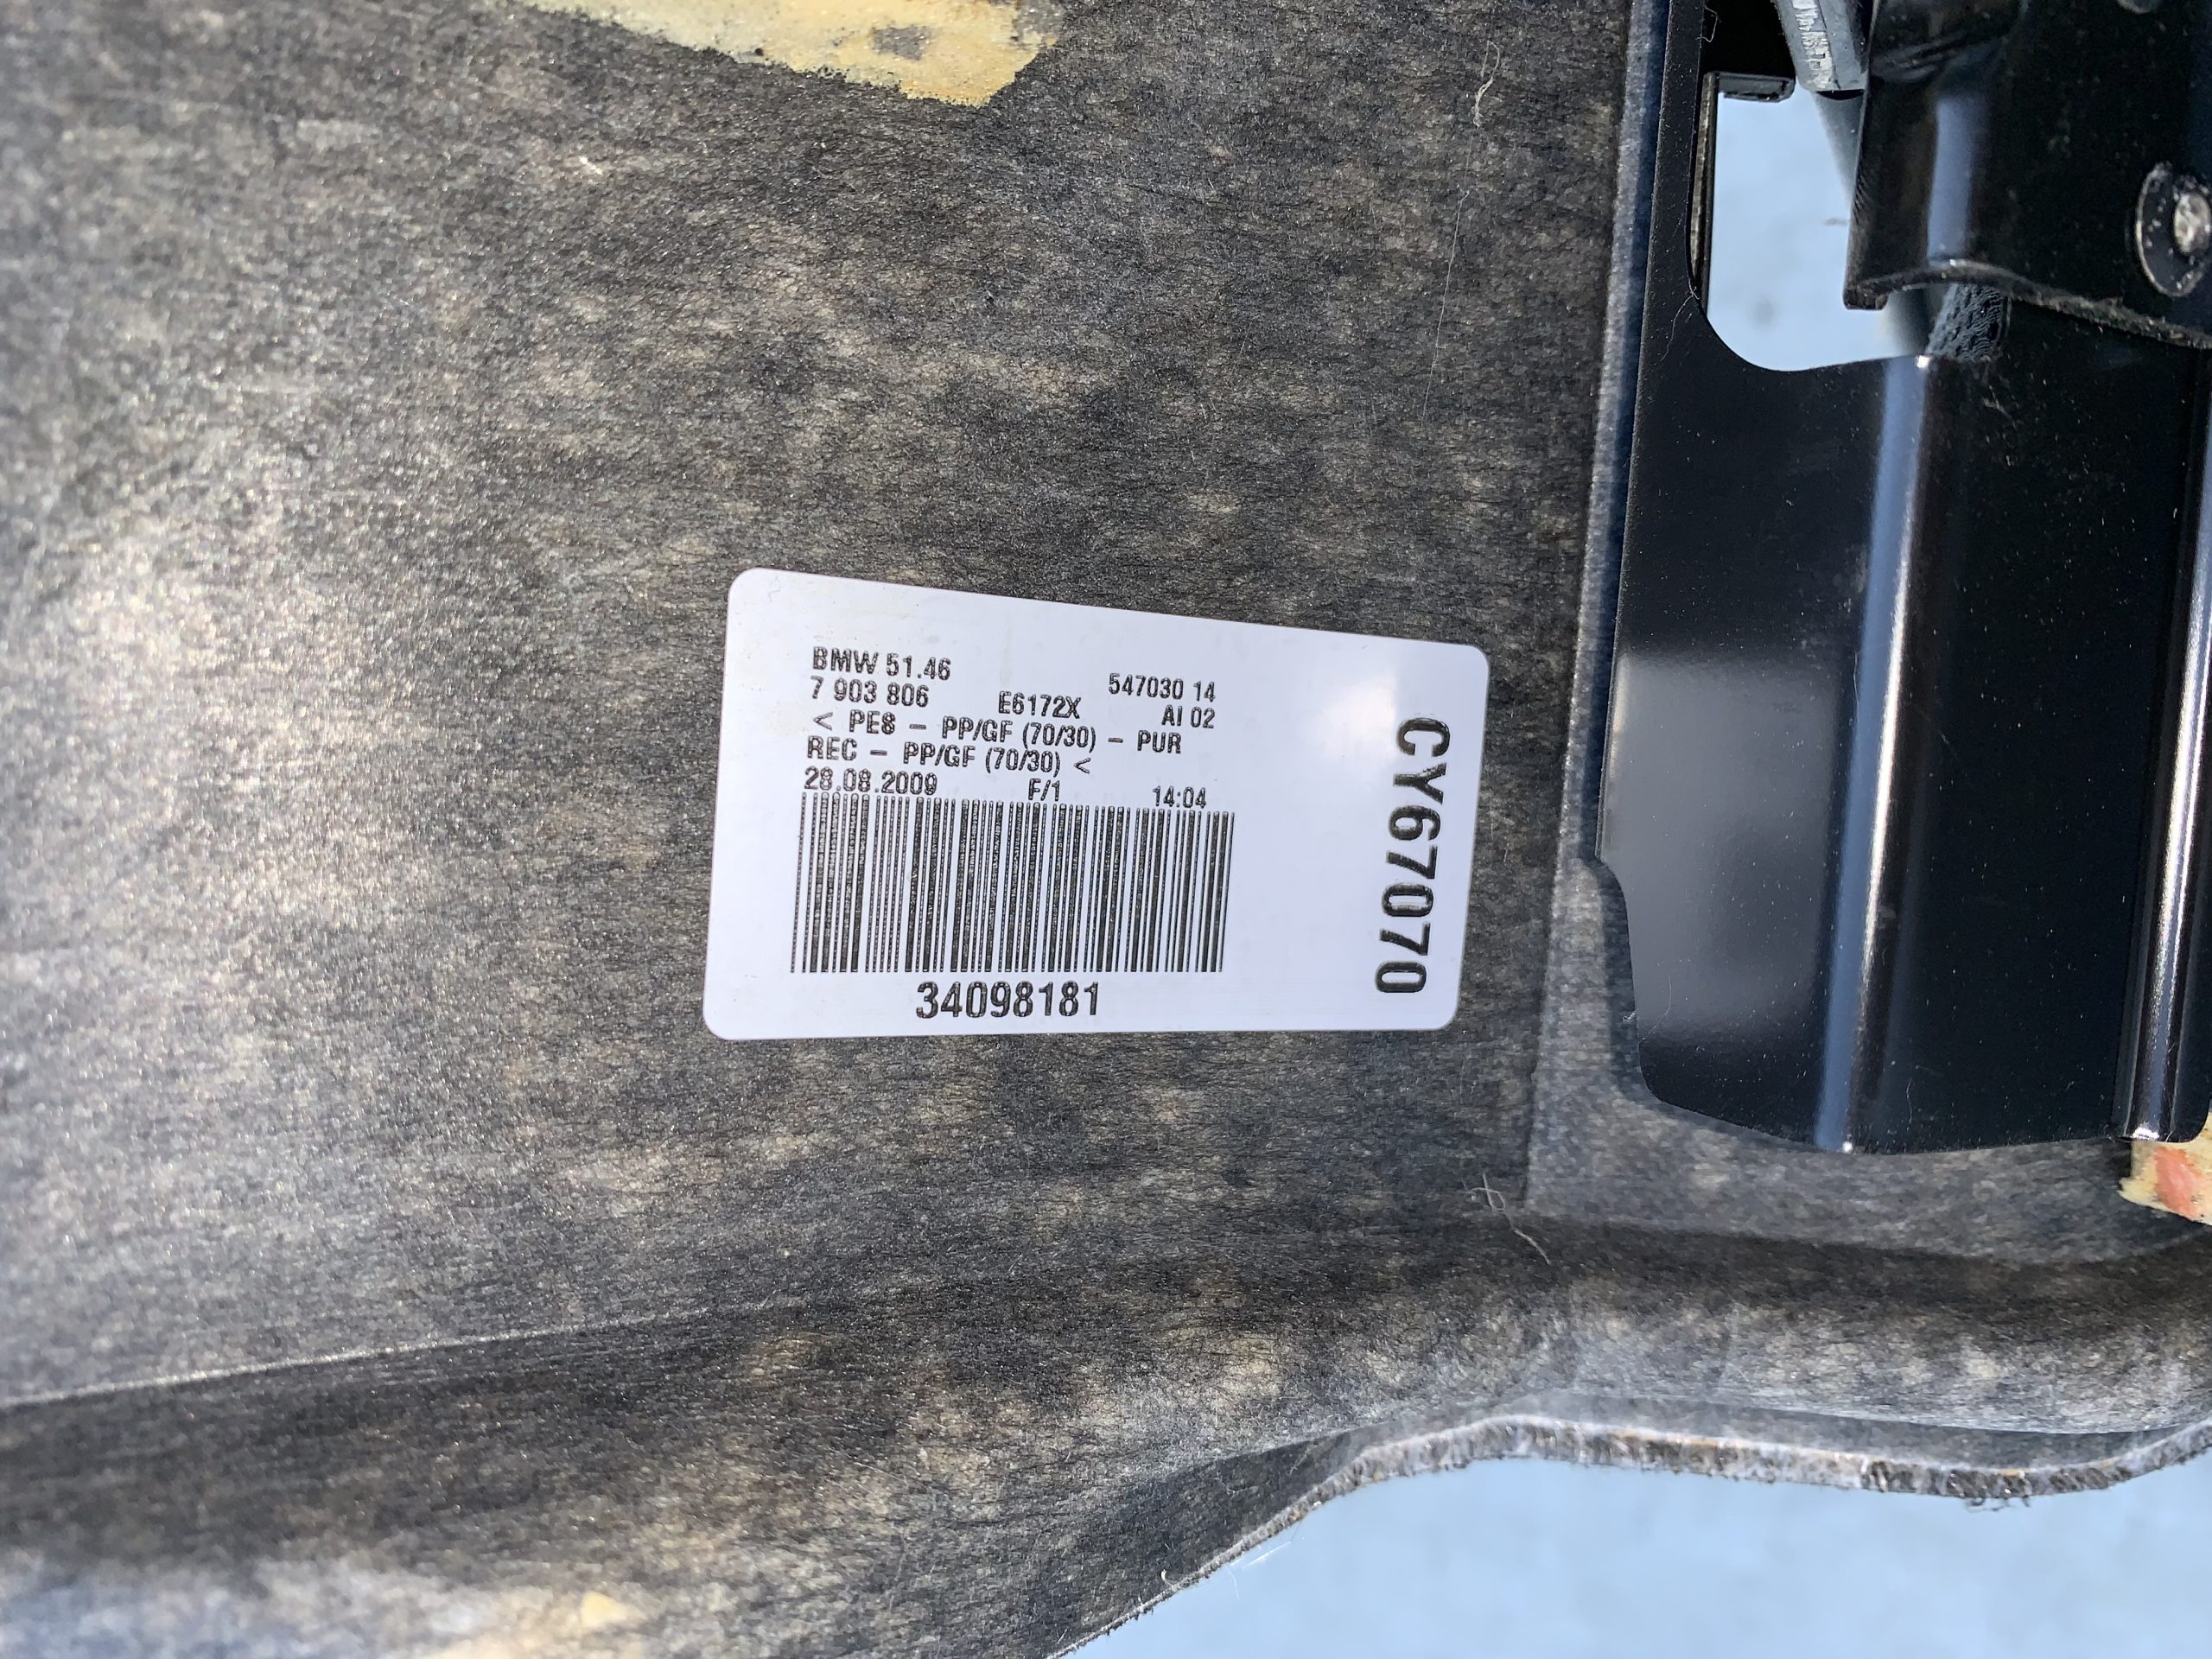 BMW 51.46 547030 14
7 903 806 E6172X AI 02
< PES - PP/GF (70/30) - PUR
REC - PP/GF (70/30) <
28.08.2009 F/1 14:04
34098181
CY67070